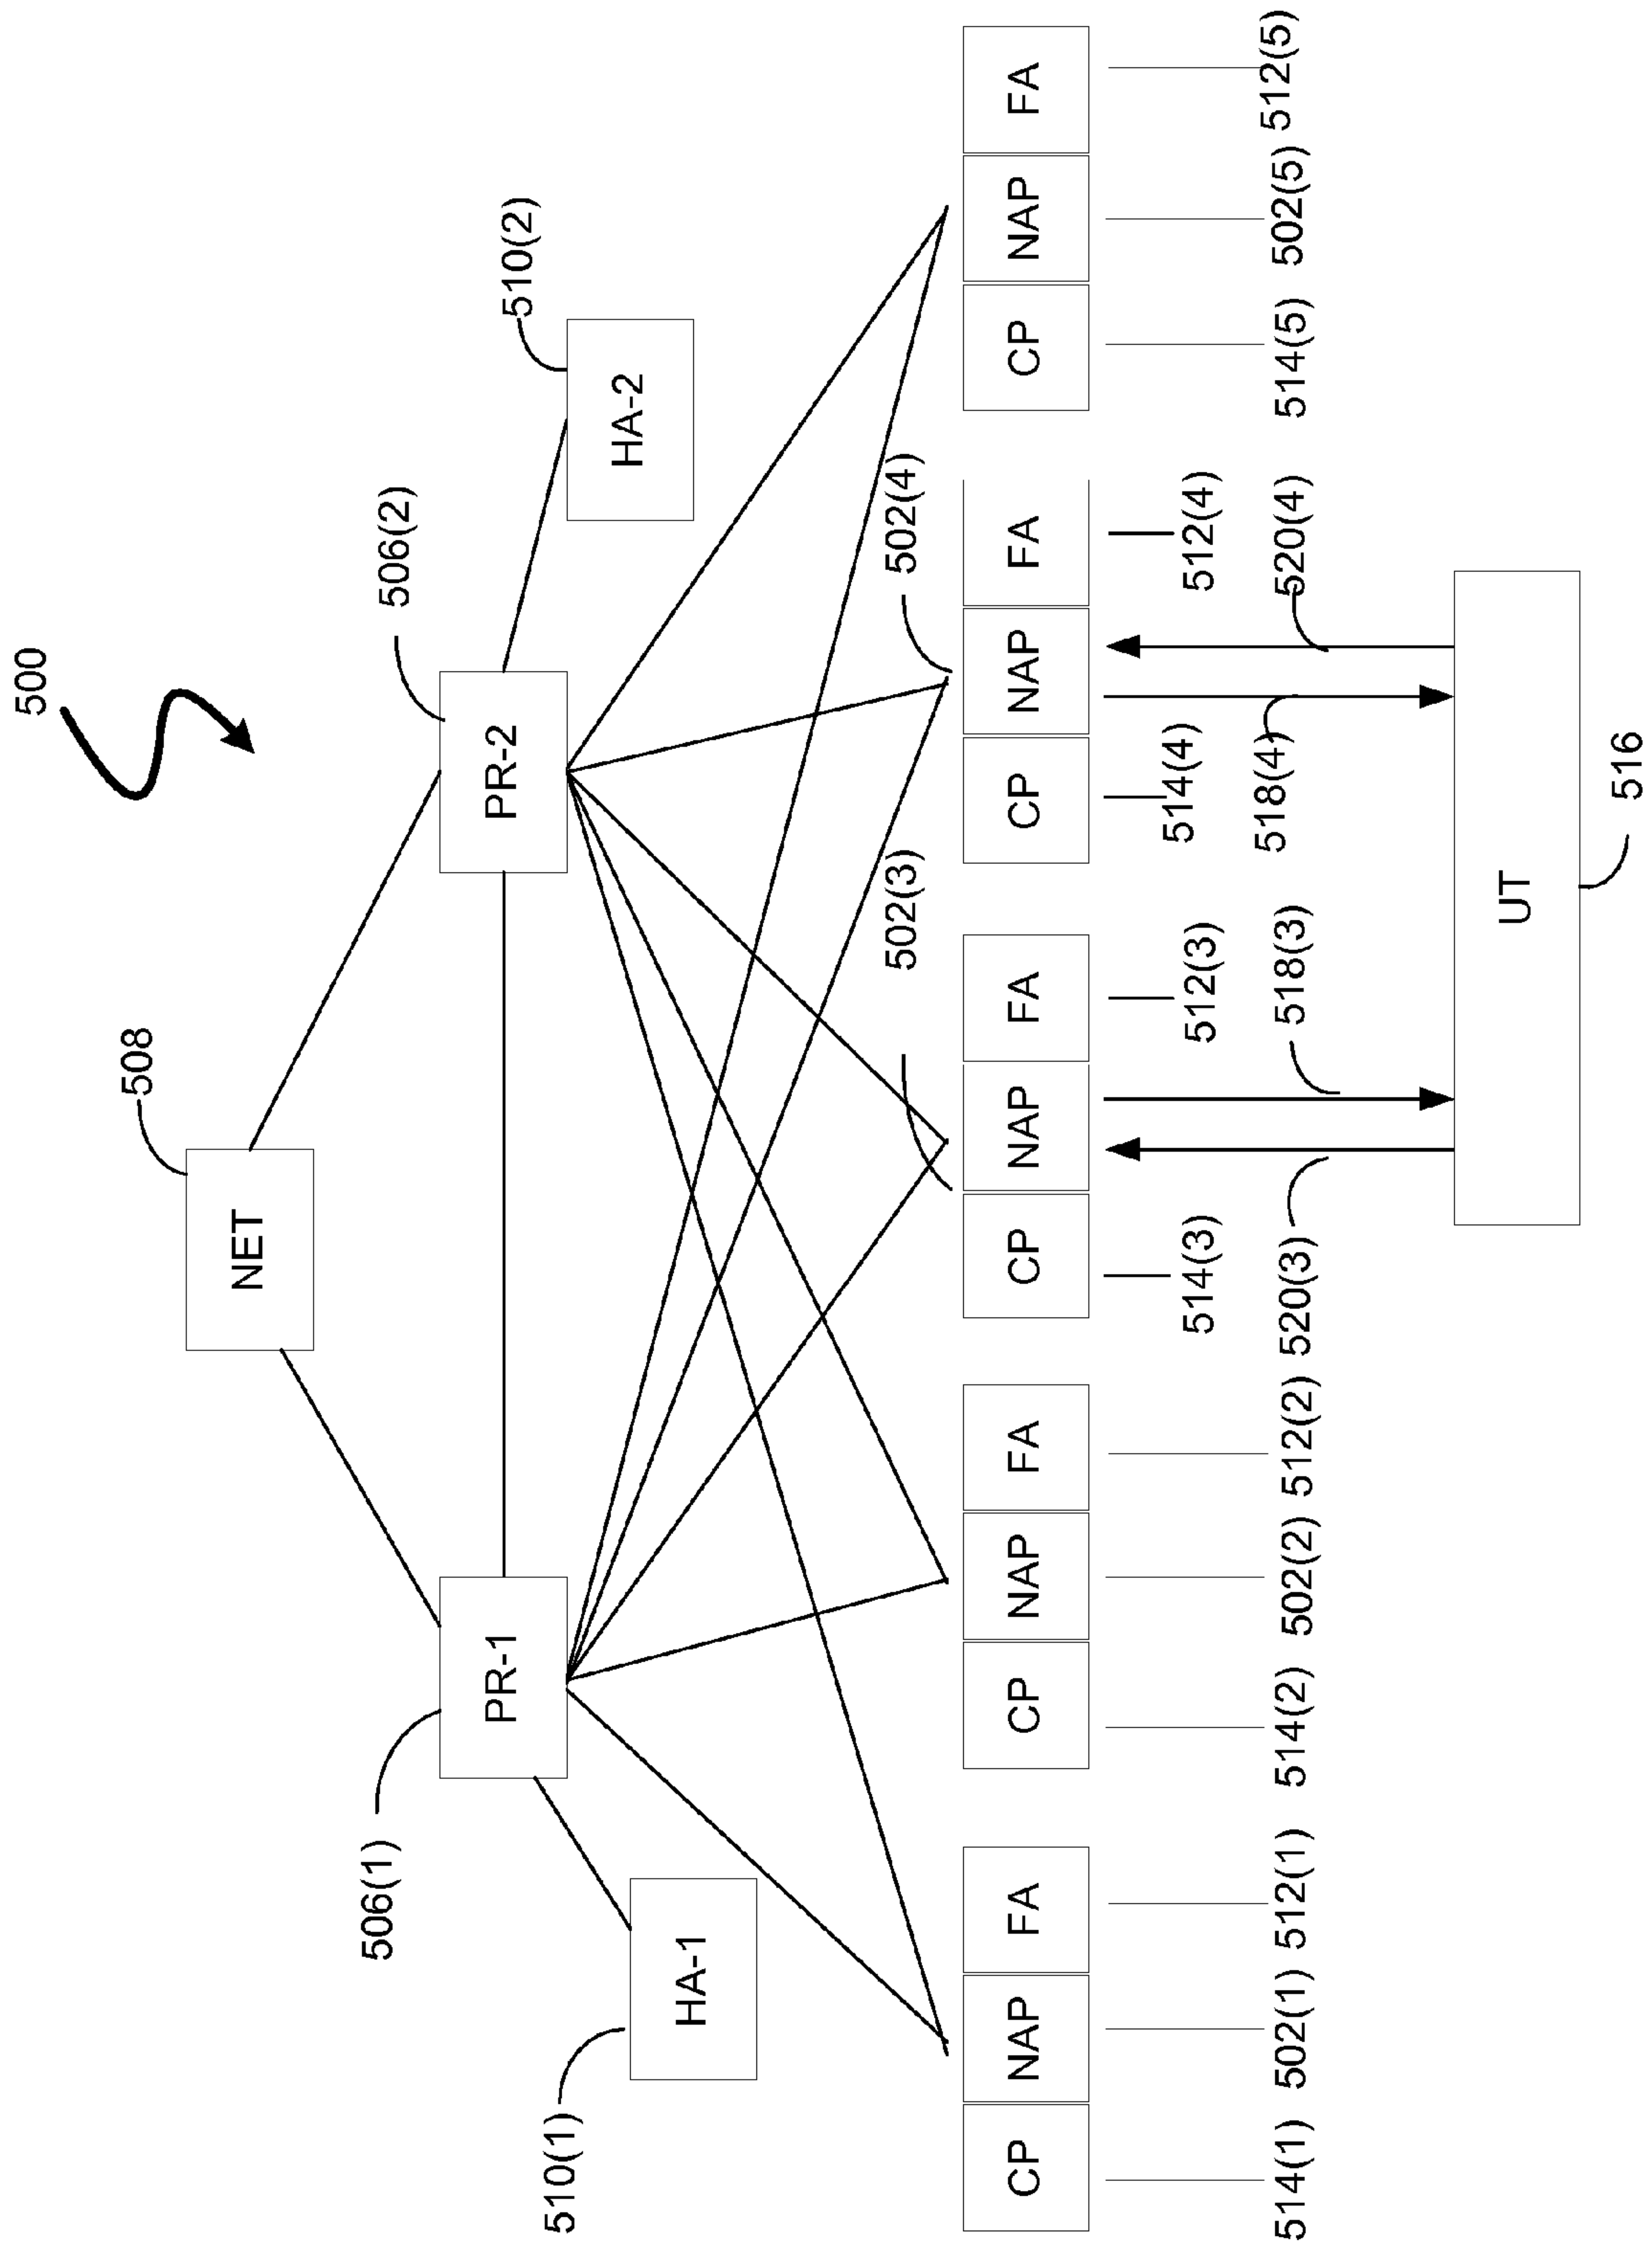 500
NET
508
506(1)
PR-1
PR-2
506(2)
510(1)
HA-1
HA-2
510(2)
502(3)
502(4)
CP
NAP
FA
CP
NAP
FA
CP
NAP
FA
CP
NAP
FA
CP
NAP
FA
514(3)
512(3)
514(4)
512(4)
514(1)
502(1)
512(1)
514(2)
502(2)
512(2)
520(3)
518(3)
518(4)
520(4)
514(5)
502(5)
512(5)
UT
516